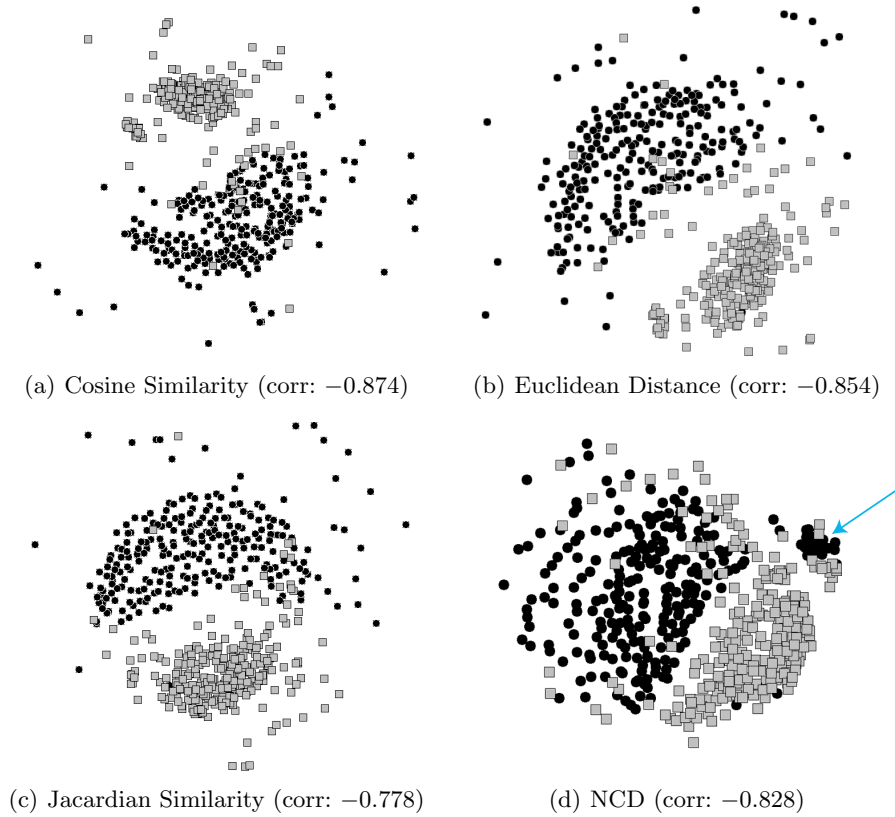 (a) Cosine Similarity (corr: −0.874)
(b) Euclidean Distance (corr: −0.854)
(c) Jacardian Similarity (corr: −0.778)
(d) NCD (corr: −0.828)